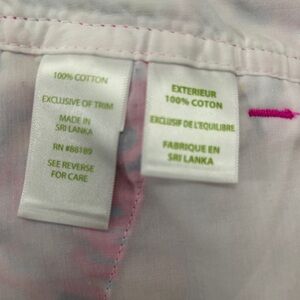 100% COTTON
EXCLUSIVE OF TRIM
MADE IN
SRI LANKA
RN #88189
SEE REVERSE
FOR CARE
EXTERIEUR
100% COTON
EXCLUSIF DE L'EQUILIBRE
FABRIQUE EN
SRI LANKA